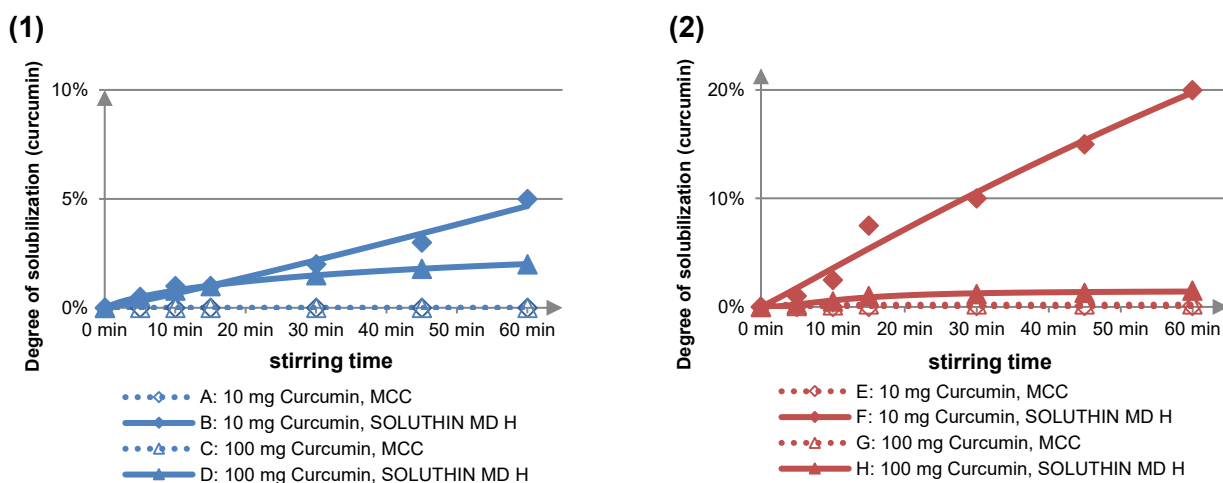 (1)
Degree of solubilization (curcumin)
10%
5%
0%
0 min 10 min 20 min 30 min 40 min 50 min 60 min
stirring time
A: 10 mg Curcumin, MCC
B: 10 mg Curcumin, SOLUTHIN MD H
C: 100 mg Curcumin, MCC
D: 100 mg Curcumin, SOLUTHIN MD H
(2)
Degree of solubilization (curcumin)
20%
10%
0%
0 min 10 min 20 min 30 min 40 min 50 min 60 min
stirring time
E: 10 mg Curcumin, MCC
F: 10 mg Curcumin, SOLUTHIN MD H
G: 100 mg Curcumin, MCC
H: 100 mg Curcumin, SOLUTHIN MD H